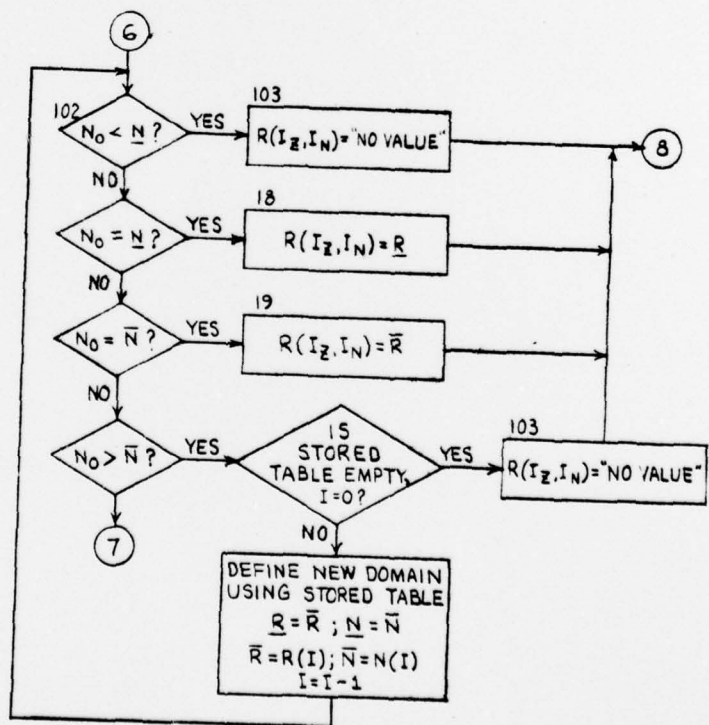 6
102
N₀ < N̲ ?
YES
103
R(I_Z, I_N) = "NO VALUE"
8
NO
N₀ = N̲ ?
YES
18
R(I_Z, I_N) = R̲
NO
N₀ = N̅ ?
YES
19
R(I_Z, I_N) = R̅
NO
N₀ > N̅ ?
YES
IS
STORED
TABLE EMPTY,
I=0?
YES
103
R(I_Z, I_N) = "NO VALUE"
7
NO
DEFINE NEW DOMAIN
USING STORED TABLE
R̲ = R̅ ; N̲ = N̅
R̅ = R(I); N̅ = N(I)
I = I-1